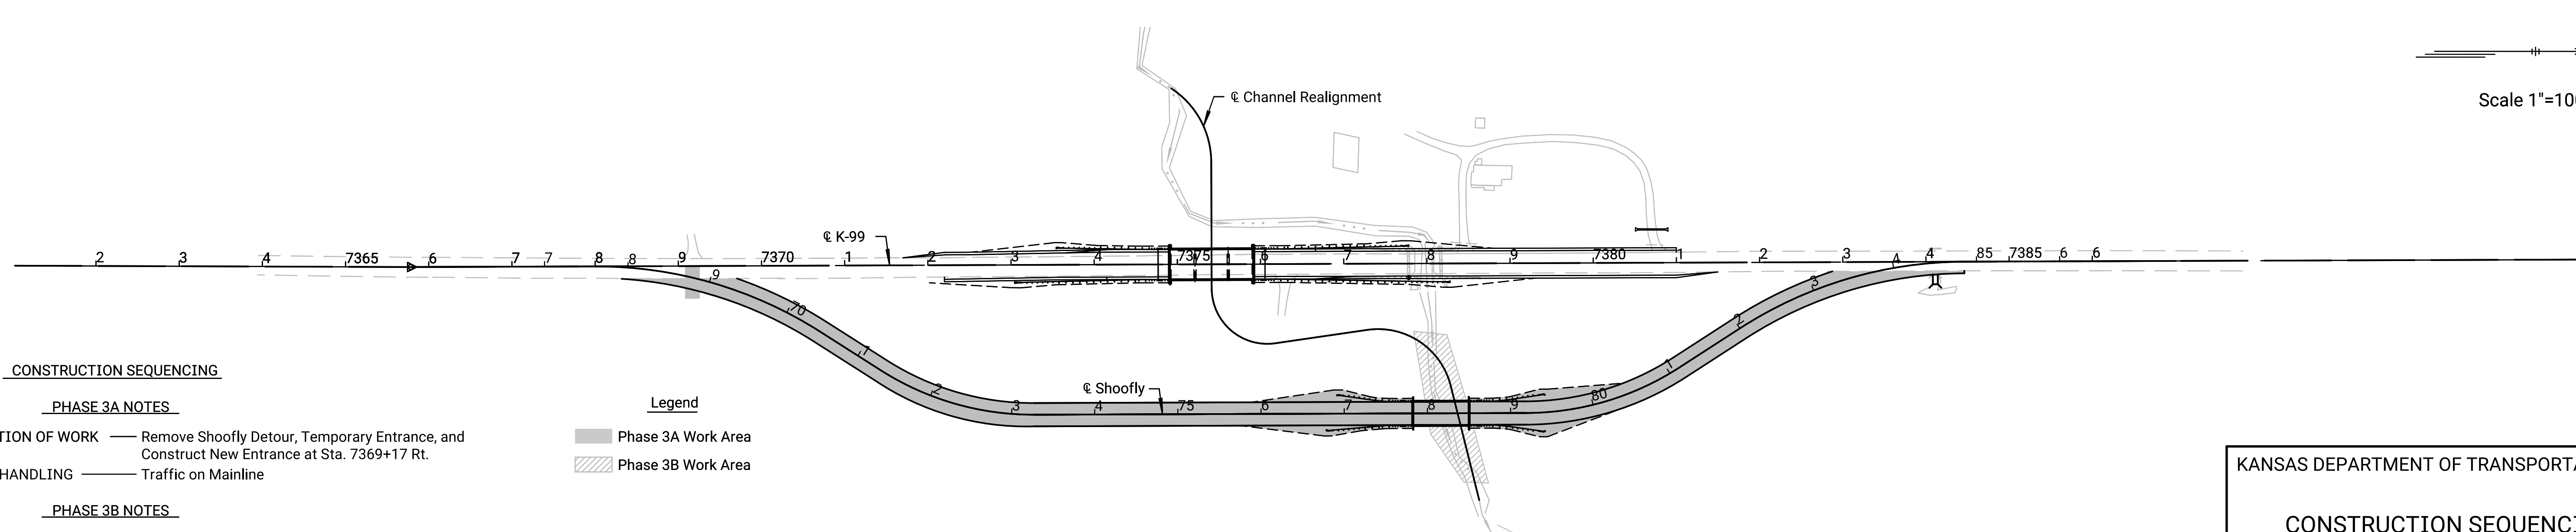 ℄ Channel Realignment
Scale 1"=10
℄ K-99
2 3 4 7365 6 7 7 8 8 9 7370 1 2 3 4 7375 6 7 8 9 7380 1 2 3 4 4 85 7385 6 6
9
70
1
2
3 4 75 6 7 8 9 80
1
2
3
℄ Shoofly
CONSTRUCTION SEQUENCING
PHASE 3A NOTES
TION OF WORK Remove Shoofly Detour, Temporary Entrance, and
Construct New Entrance at Sta. 7369+17 Rt.
HANDLING Traffic on Mainline
PHASE 3B NOTES
Legend
Phase 3A Work Area
Phase 3B Work Area
KANSAS DEPARTMENT OF TRANSPORTA
CONSTRUCTION SEQUENCI